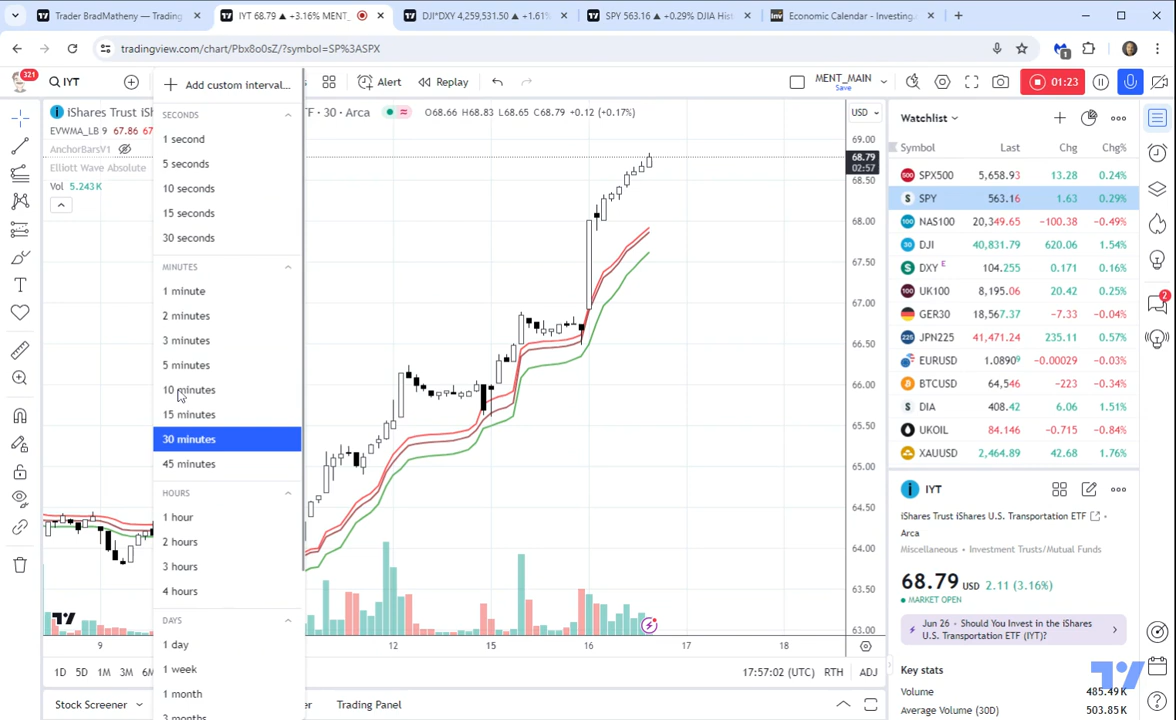 Trader BradMatheny — Trading
IYT 68.79 ▲ +3.16% MENT_
DJI*DXY 4,259,531.50 ▲ +1.61%
SPY 563.16 ▲ +0.29% DJIA Hist
Economic Calendar - Investing.
tradingview.com/chart/Pbx8o0sZ/?symbol=SP%3ASPX
1
321
IYT
Add custom interval...
Alert
Replay
MENT_MAIN
Save
01:23
iShares Trust iSh
TF · 30 · Arca
O68.66 H68.83 L68.65 C68.79 +0.12 (+0.17%)
EVWMA_LB 9 67.86
AnchorBarsV1
Elliott Wave Absolute
Vol 5.243K
SECONDS
1 second
5 seconds
10 seconds
15 seconds
30 seconds
MINUTES
1 minute
2 minutes
3 minutes
5 minutes
10 minutes
15 minutes
30 minutes
45 minutes
HOURS
1 hour
2 hours
3 hours
4 hours
DAYS
1 day
1 week
1 month
3 months
USD
69.00
68.79
02:57
68.50
68.00
67.50
67.00
66.50
66.00
65.50
65.00
64.50
64.00
63.50
63.00
9
12
15
16
17
18
1D 5D 1M 3M 6M
17:57:02 (UTC) RTH ADJ
Stock Screener
Trading Panel
Watchlist
Symbol Last Chg Chg%
SPX500 5,658.93 13.28 0.24%
SPY 563.16 1.63 0.29%
NAS100 20,349.65 −100.38 −0.49%
DJI 40,831.79 620.06 1.54%
DXY E 104.255 0.171 0.16%
UK100 8,195.06 20.42 0.25%
GER30 18,567.37 −7.33 −0.04%
JPN225 41,471.24 235.11 0.57%
EURUSD 1.0890⁹ −0.00029 −0.03%
BTCUSD 64,546 −223 −0.34%
DIA 408.42 6.06 1.51%
UKOIL 84.146 −0.715 −0.84%
XAUUSD 2,464.89 42.68 1.76%
IYT
iShares Trust iShares U.S. Transportation ETF ·
Arca
Miscellaneous · Investment Trusts/Mutual Funds
68.79 USD 2.11 (3.16%)
MARKET OPEN
Jun 26 · Should You Invest in the iShares
U.S. Transportation ETF (IYT)?
Key stats
Volume 485.49K
Average Volume (30D) 503.85K
2